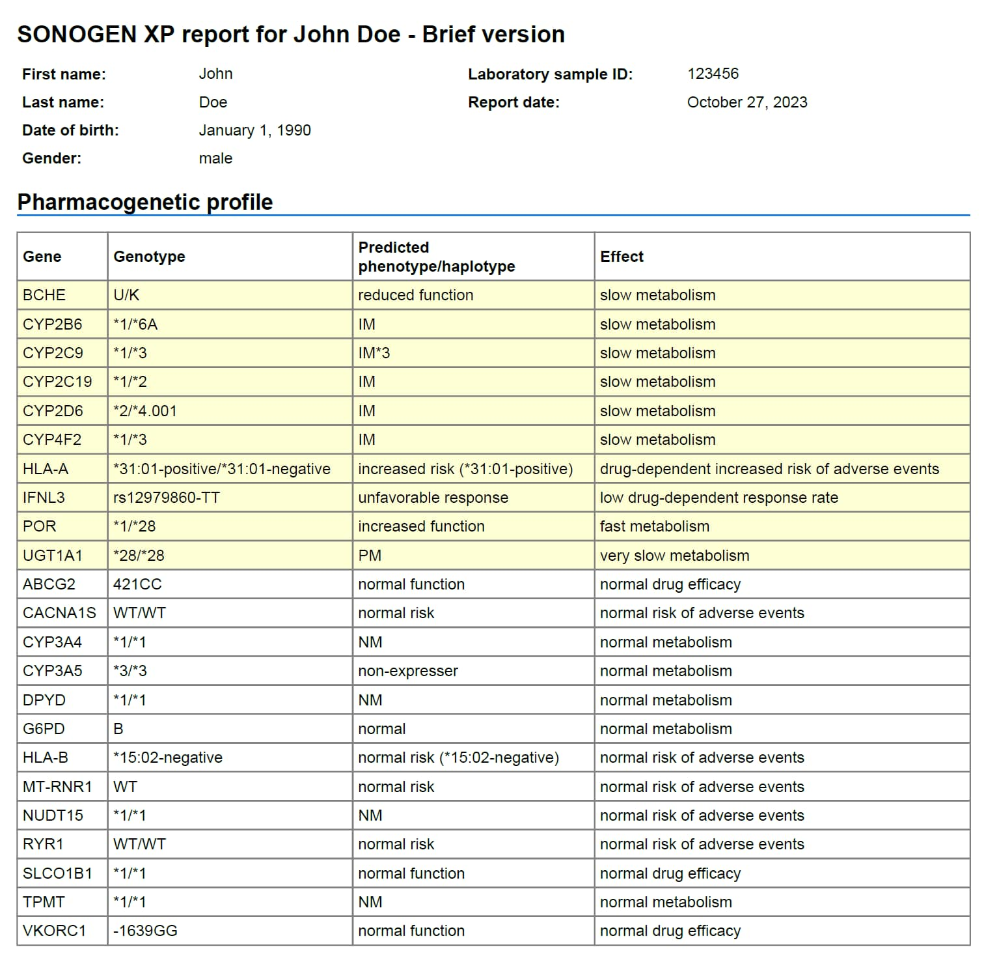 SONOGEN XP report for John Doe - Brief version
First name: John Laboratory sample ID: 123456
Last name: Doe Report date: October 27, 2023
Date of birth: January 1, 1990
Gender: male
Pharmacogenetic profile
Gene Genotype Predicted phenotype/haplotype Effect
BCHE U/K reduced function slow metabolism
CYP2B6 *1/*6A IM slow metabolism
CYP2C9 *1/*3 IM*3 slow metabolism
CYP2C19 *1/*2 IM slow metabolism
CYP2D6 *2/*4.001 IM slow metabolism
CYP4F2 *1/*3 IM slow metabolism
HLA-A *31:01-positive/*31:01-negative increased risk (*31:01-positive) drug-dependent increased risk of adverse events
IFNL3 rs12979860-TT unfavorable response low drug-dependent response rate
POR *1/*28 increased function fast metabolism
UGT1A1 *28/*28 PM very slow metabolism
ABCG2 421CC normal function normal drug efficacy
CACNA1S WT/WT normal risk normal risk of adverse events
CYP3A4 *1/*1 NM normal metabolism
CYP3A5 *3/*3 non-expresser normal metabolism
DPYD *1/*1 NM normal metabolism
G6PD B normal normal metabolism
HLA-B *15:02-negative normal risk (*15:02-negative) normal risk of adverse events
MT-RNR1 WT normal risk normal risk of adverse events
NUDT15 *1/*1 NM normal risk of adverse events
RYR1 WT/WT normal risk normal risk of adverse events
SLCO1B1 *1/*1 normal function normal drug efficacy
TPMT *1/*1 NM normal metabolism
VKORC1 -1639GG normal function normal drug efficacy